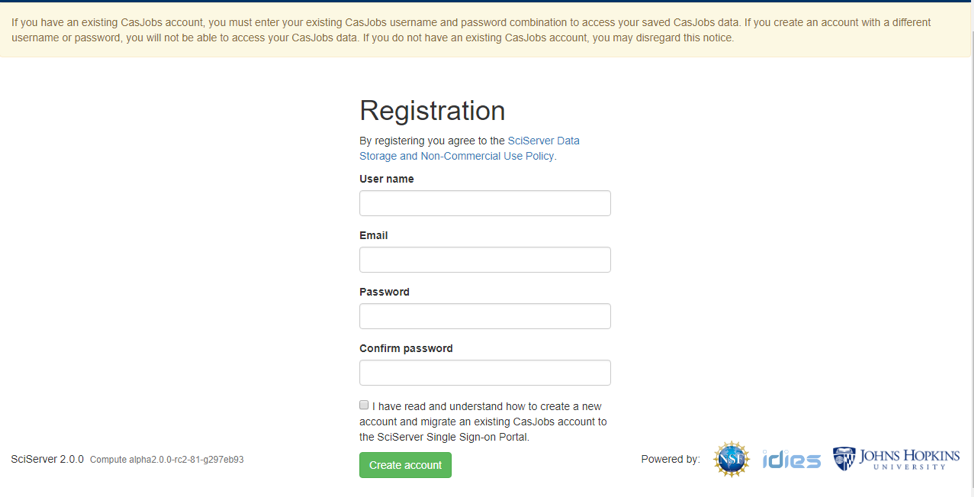 If you have an existing CasJobs account, you must enter your existing CasJobs username and password combination to access your saved CasJobs data. If you create an account with a different
username or password, you will not be able to access your CasJobs data. If you do not have an existing CasJobs account, you may disregard this notice.
Registration
By registering you agree to the SciServer Data
Storage and Non-Commercial Use Policy.
User name
Email
Password
Confirm password
I have read and understand how to create a new
account and migrate an existing CasJobs account to
the SciServer Single Sign-on Portal.
Create account
SciServer 2.0.0 Compute alpha2.0.0-rc2-81-g297eb93
Powered by:
NSF
idies
JOHNS HOPKINS
UNIVERSITY